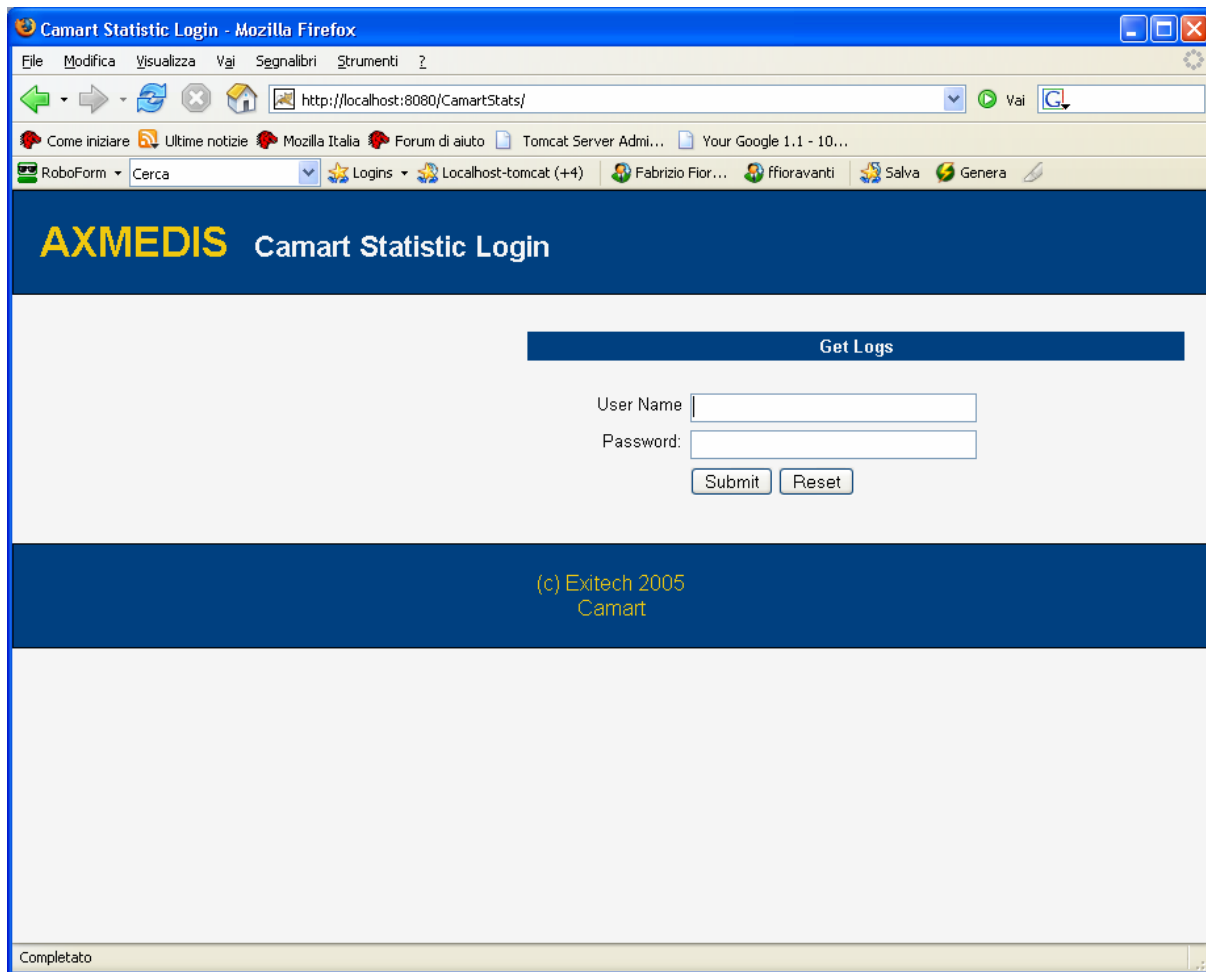 Camart Statistic Login - Mozilla Firefox
File Modifica Visualizza Vai Segnalibri Strumenti ?
http://localhost:8080/CamartStats/ Vai G
Come iniziare Ultime notizie Mozilla Italia Forum di aiuto Tomcat Server Admi... Your Google 1.1 - 10...
RoboForm Cerca Logins Localhost-tomcat (+4) Fabrizio Fior... ffioravanti Salva Genera
AXMEDIS Camart Statistic Login
Get Logs
User Name
Password:
Submit Reset
(c) Exitech 2005
Camart
Completato